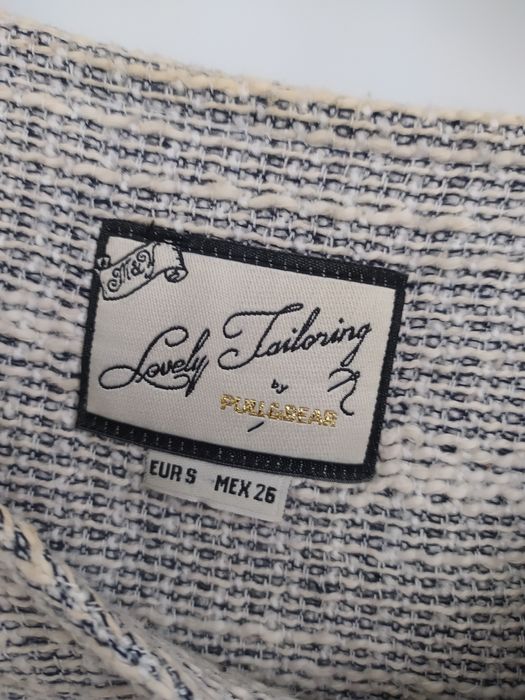 M&V
Lovely Tailoring
by
PULL&BEAR
EUR S MEX 26